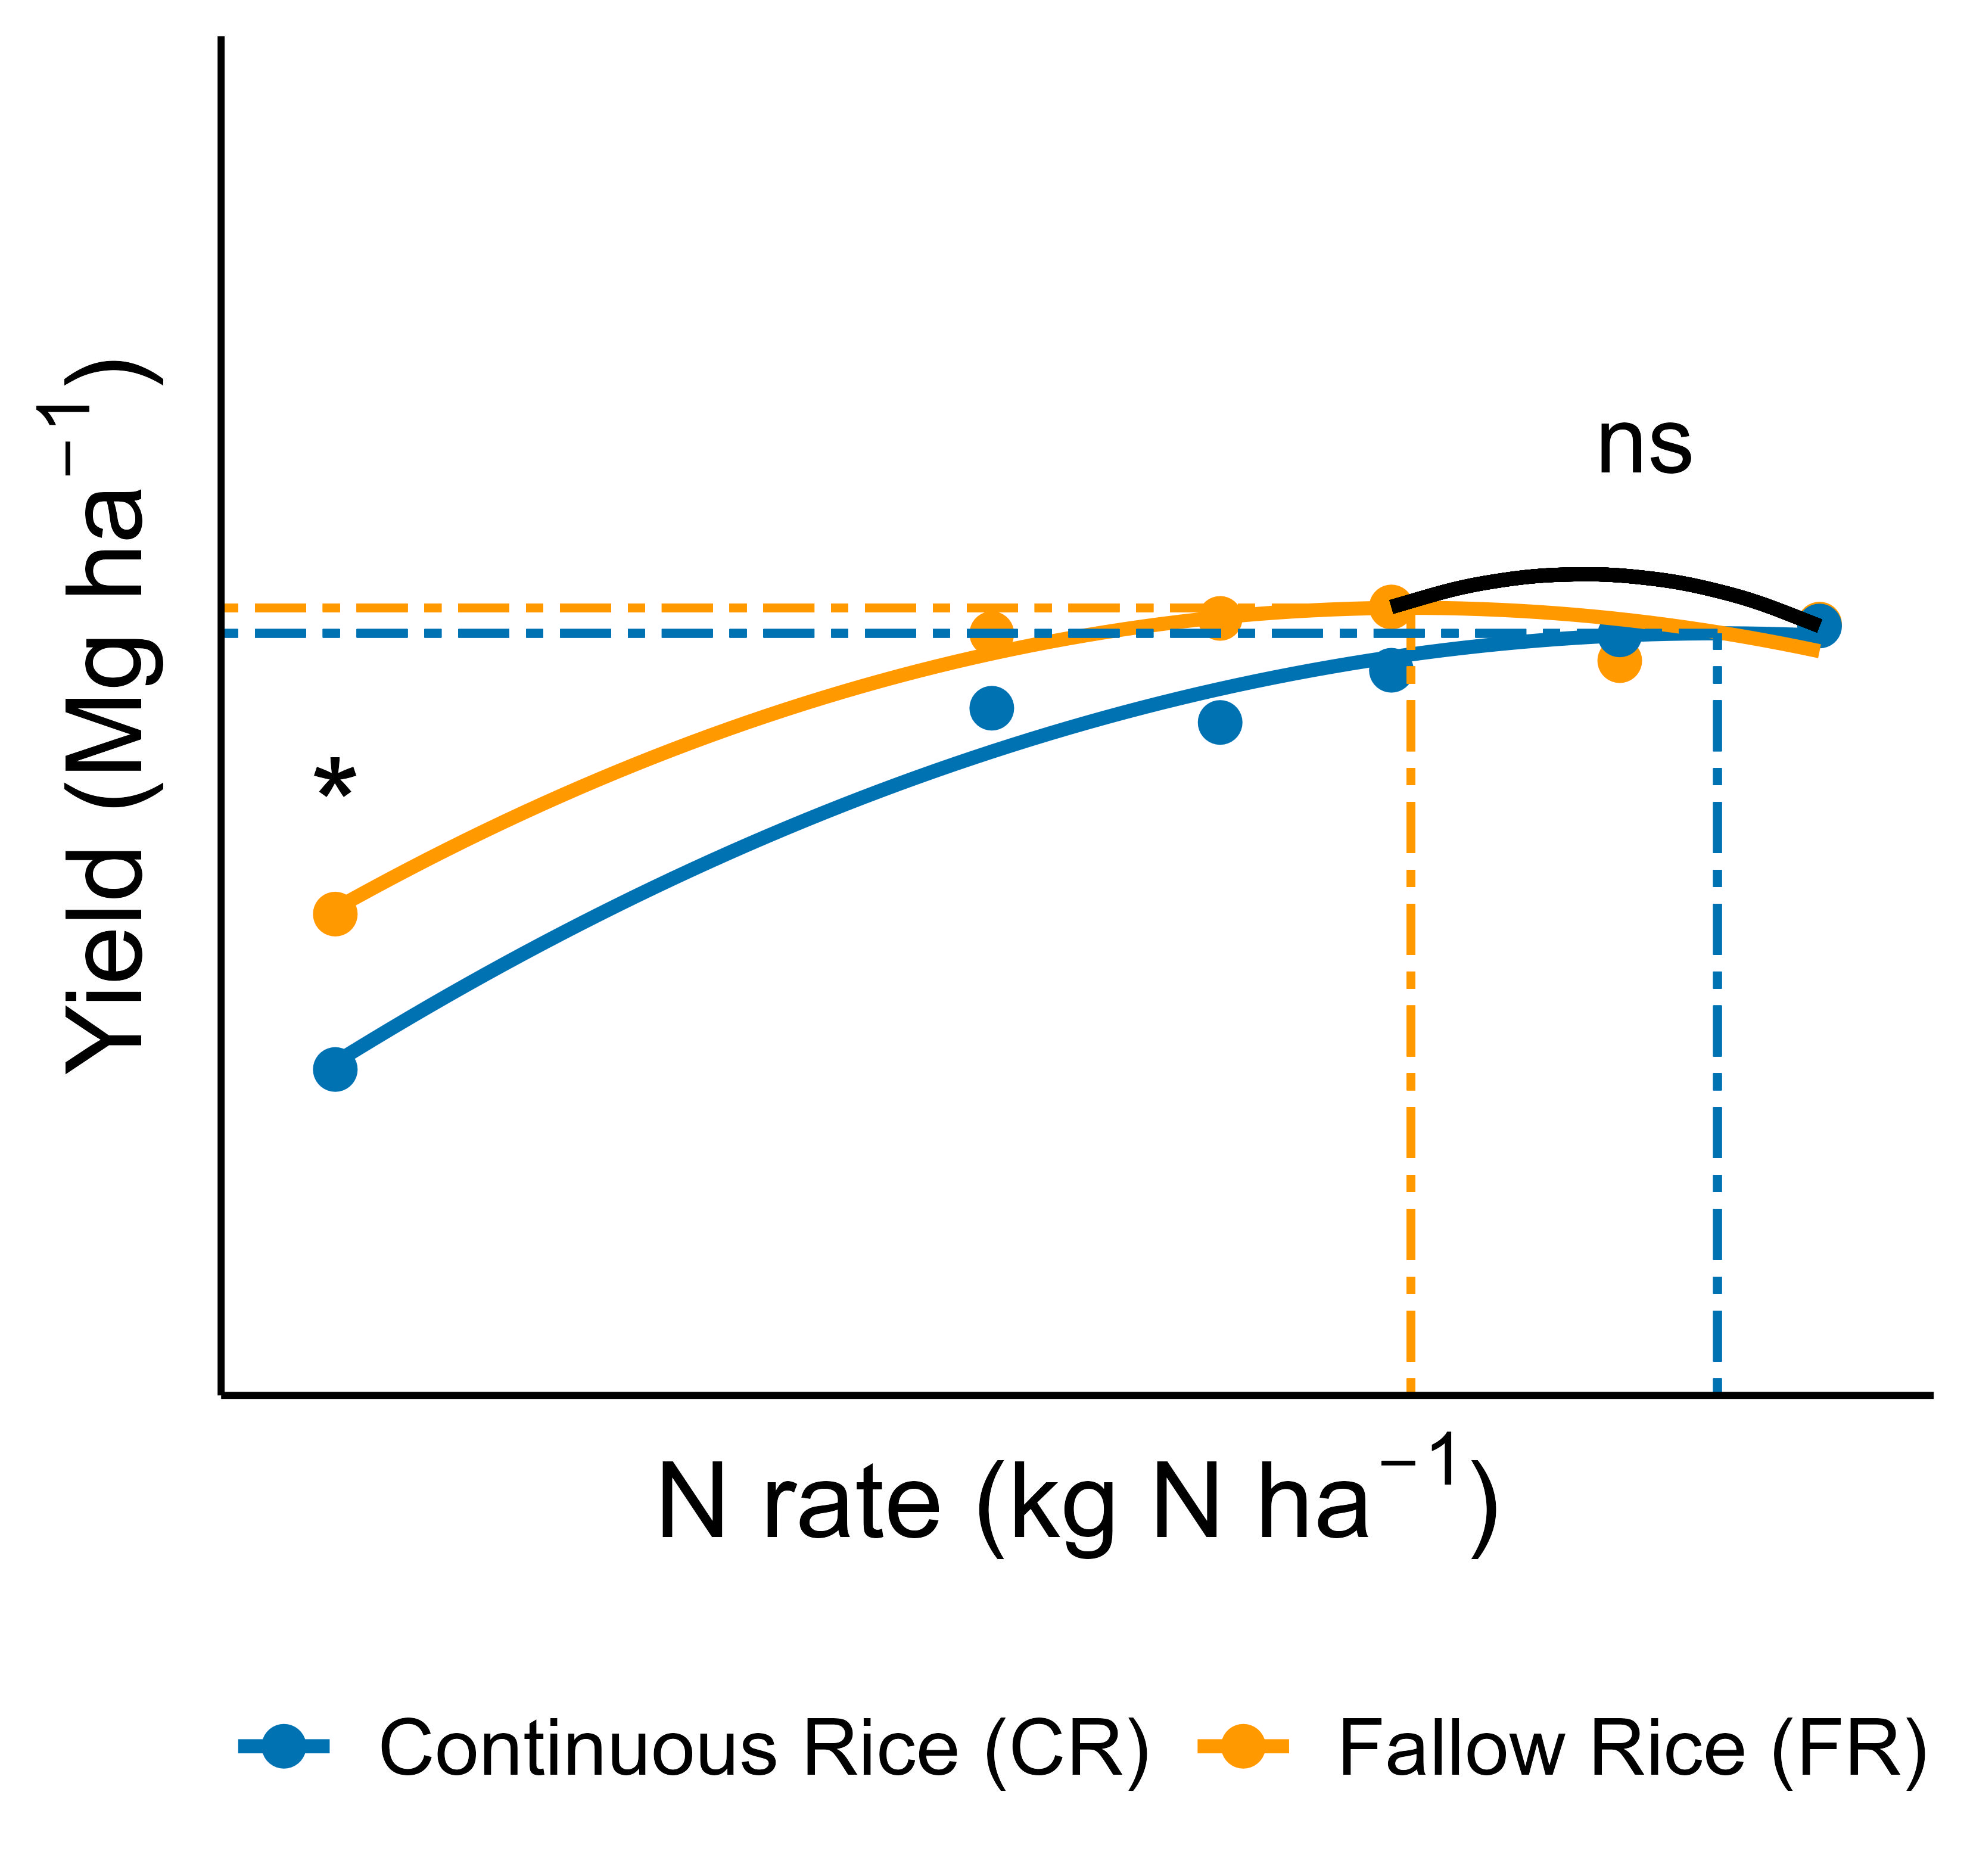 Yield (Mg ha⁻¹)
ns
*
N rate (kg N ha⁻¹)
Continuous Rice (CR)
Fallow Rice (FR)